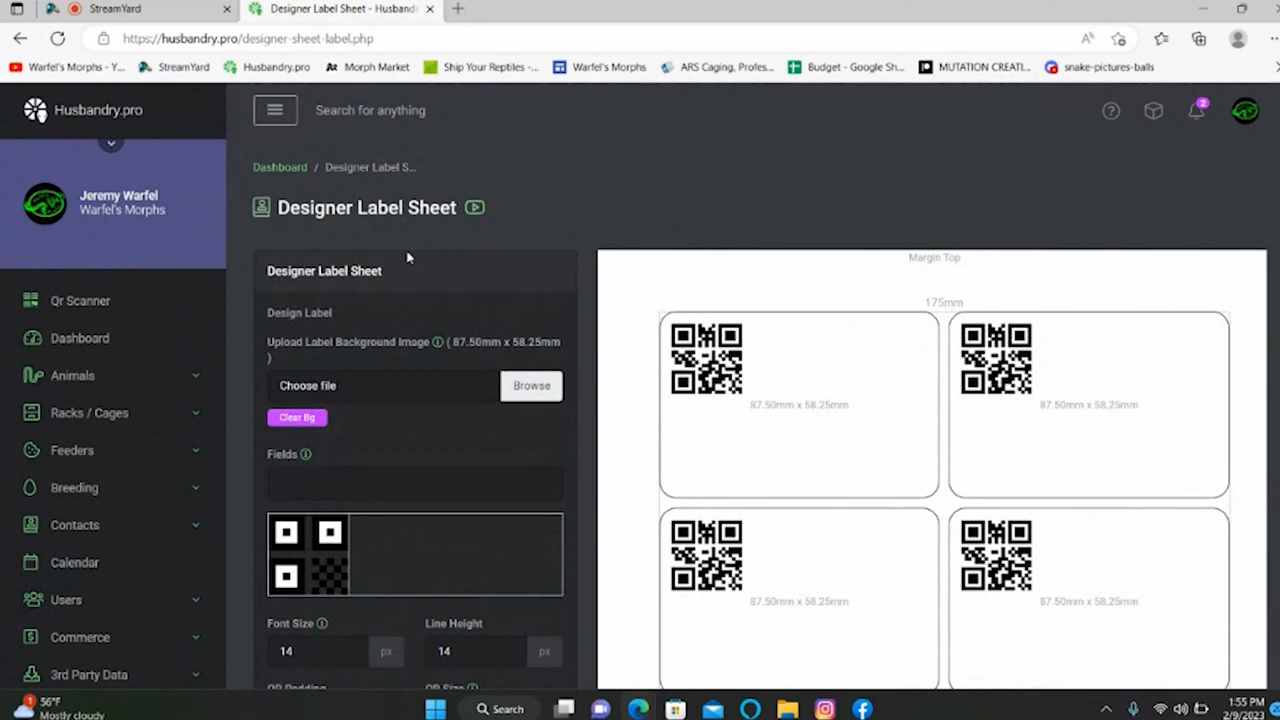 StreamYard
Designer Label Sheet - Husband
https://husbandry.pro/designer-sheet-label.php
Warfel's Morphs - Y...
StreamYard
Husbandry.pro
Morph Market
Ship Your Reptiles -...
Warfel's Morphs
ARS Caging, Profes...
Budget - Google Sh...
MUTATION CREATI...
snake-pictures-balls
Husbandry.pro
Search for anything
2
Jeremy Warfel
Warfel's Morphs
Dashboard / Designer Label S...
Designer Label Sheet
Qr Scanner
Dashboard
Animals
Racks / Cages
Feeders
Breeding
Contacts
Calendar
Users
Commerce
3rd Party Data
Designer Label Sheet
Design Label
Upload Label Background Image ( 87.50mm x 58.25mm
)
Choose file
Browse
Clear Bg
Fields
Font Size
Line Height
14 px
14 px
Margin Top
175mm
87.50mm x 58.25mm
87.50mm x 58.25mm
87.50mm x 58.25mm
87.50mm x 58.25mm
1
56°F
Mostly cloudy
Search
1:55 PM
2/9/2023